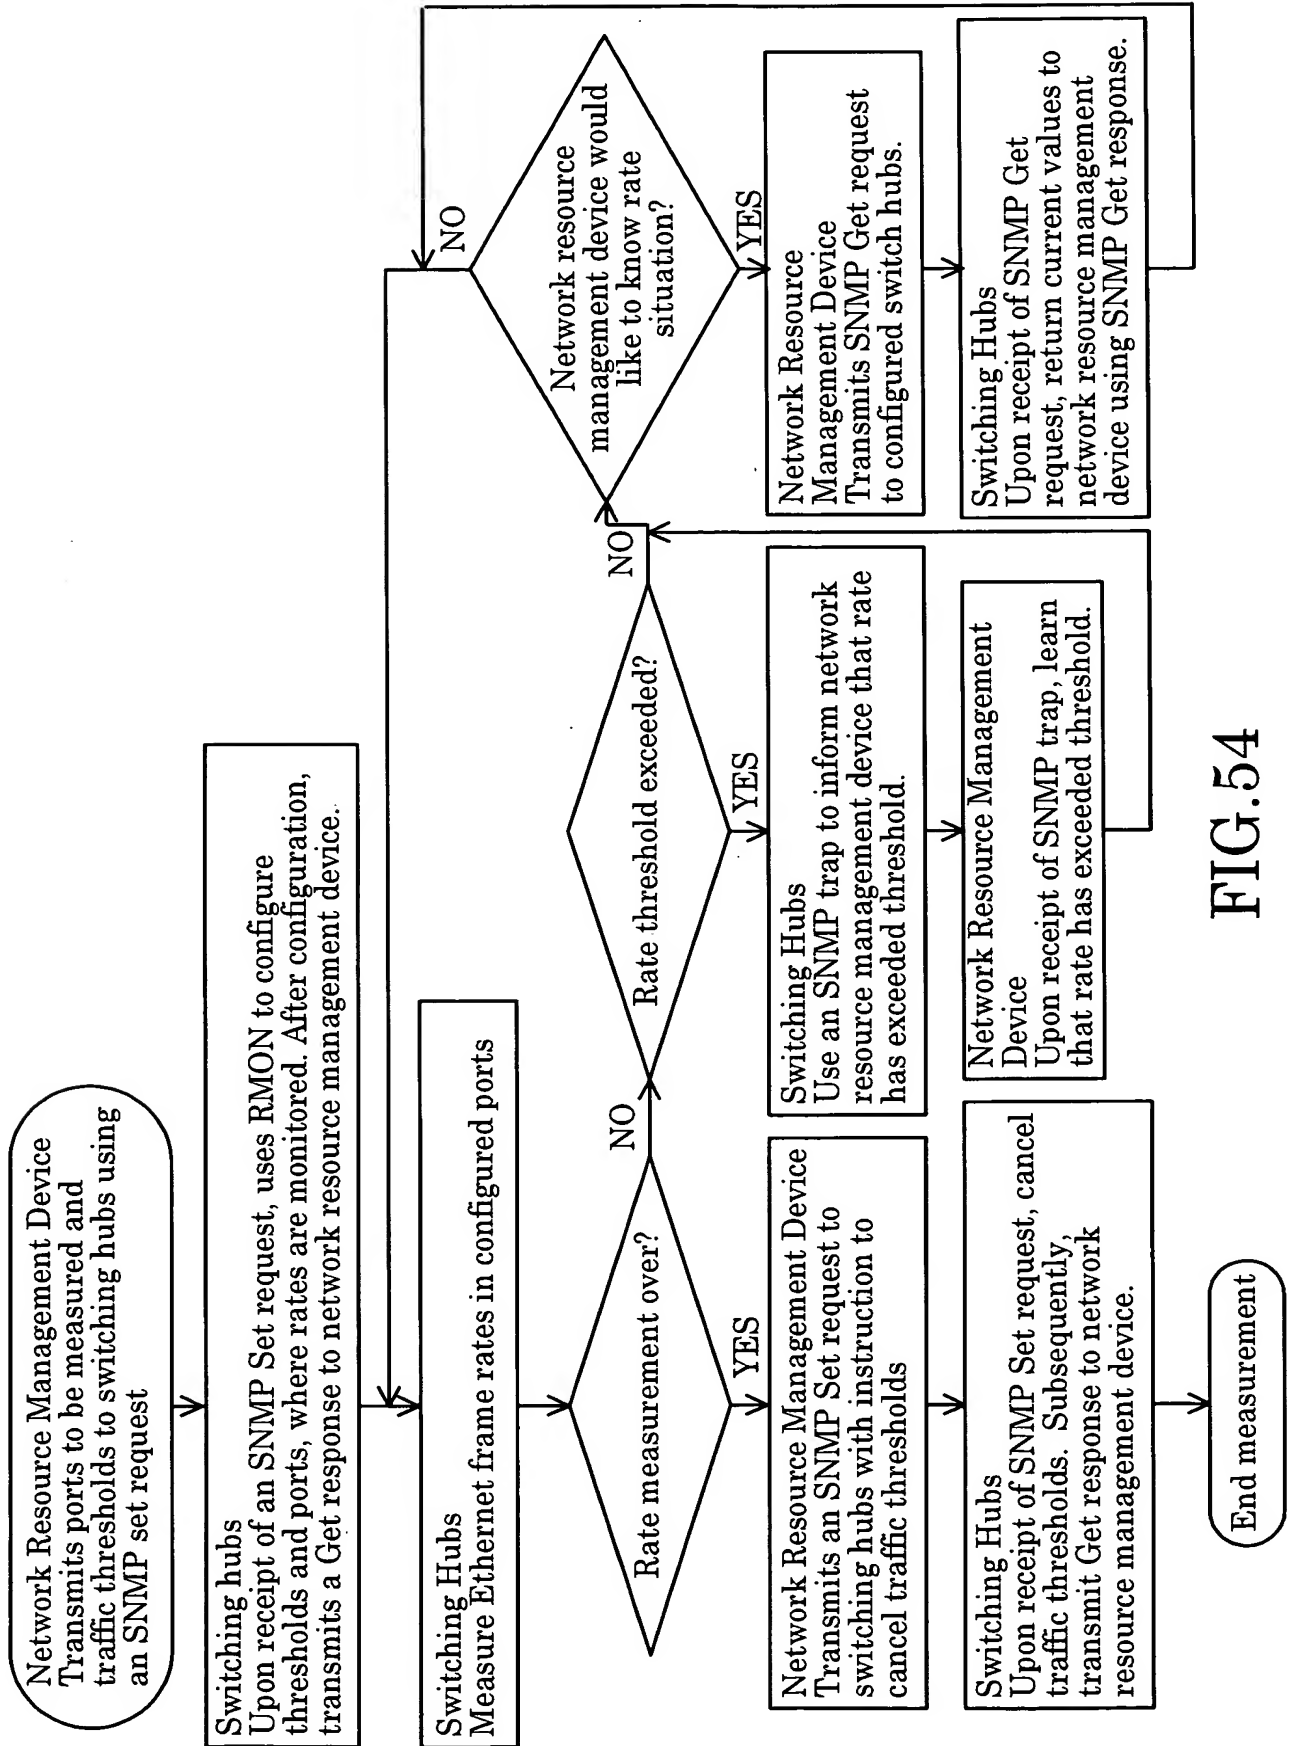 Network Resource Management Device
Transmits ports to be measured and
traffic thresholds to switching hubs using
an SNMP set request
Switching hubs
Upon receipt of an SNMP Set request, uses RMON to configure
thresholds and ports, where rates are monitored. After configuration,
transmits a Get response to network resource management device.
Switching Hubs
Measure Ethernet frame rates in configured ports
Rate measurement over?
NO
YES
Network Resource Management Device
Transmits an SNMP Set request to
switching hubs with instruction to
cancel traffic thresholds
Switching Hubs
Upon receipt of SNMP Set request, cancel
traffic thresholds. Subsequently,
transmit Get response to network
resource management device.
End measurement
Rate threshold exceeded?
NO
YES
Switching Hubs
Use an SNMP trap to inform network
resource management device that rate
has exceeded threshold.
Network Resource Management
Device
Upon receipt of SNMP trap, learn
that rate has exceeded threshold.
Network resource
management device would
like to know rate
situation?
NO
YES
Network Resource
Management Device
Transmits SNMP Get request
to configured switch hubs.
Switching Hubs
Upon receipt of SNMP Get
request, return current values to
network resource management
device using SNMP Get response.
FIG.54